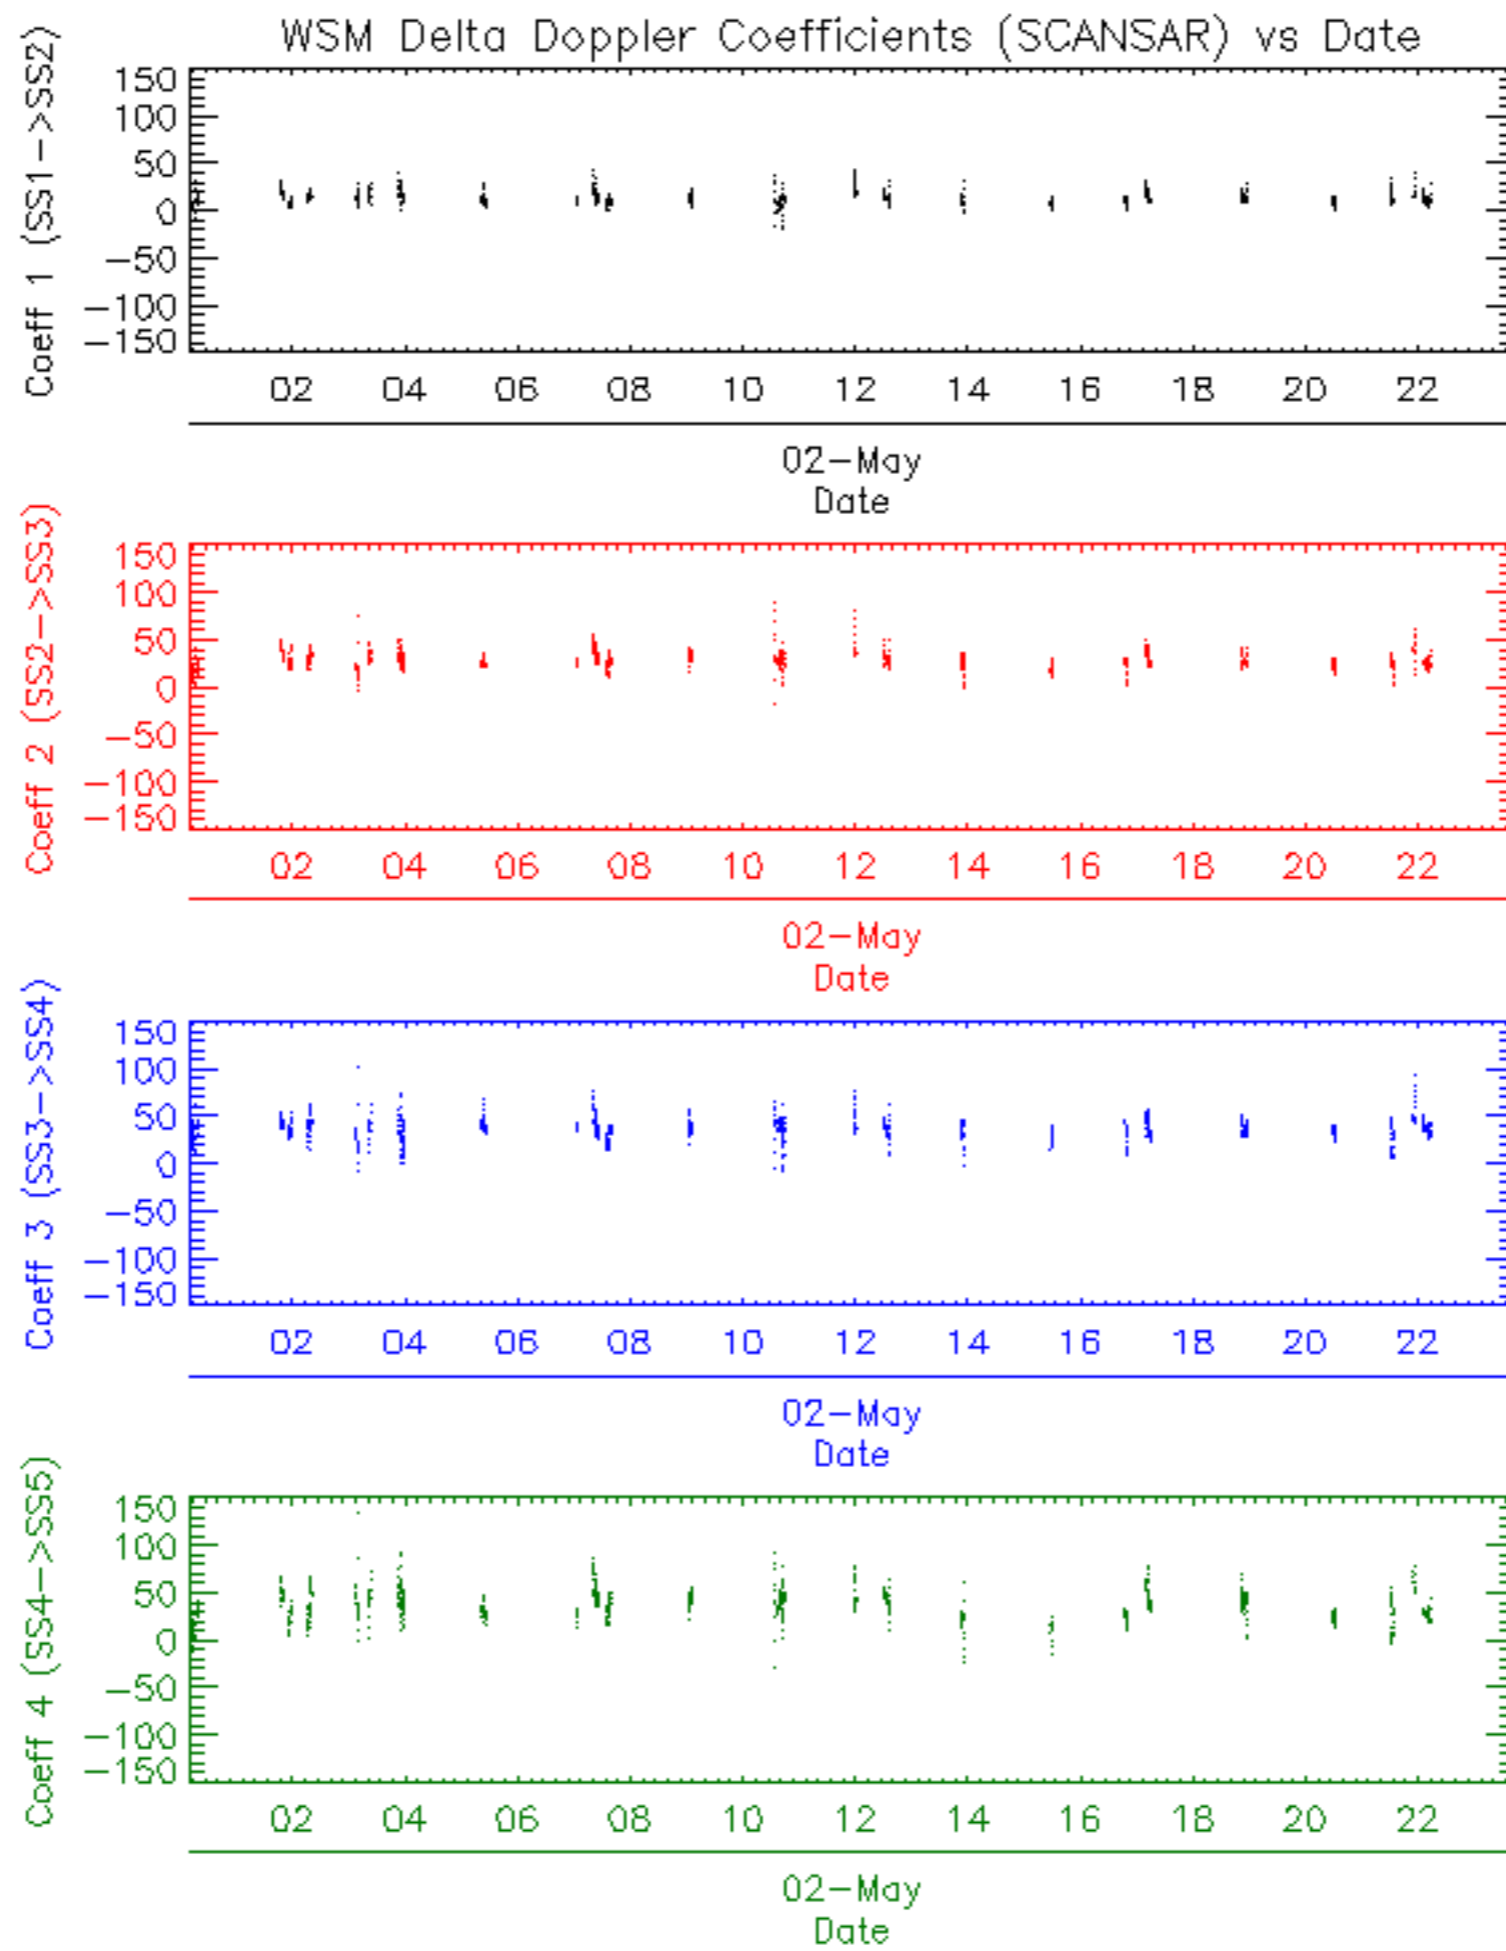 WSM Delta Doppler Coefficients (SCANSAR) vs Date
Coeff 1 (SS1->SS2)
150
100
50
0
-50
-100
-150
02 04 06 08 10 12 14 16 18 20 22
02-May
Date
Coeff 2 (SS2->SS3)
150
100
50
0
-50
-100
-150
02 04 06 08 10 12 14 16 18 20 22
02-May
Date
Coeff 3 (SS3->SS4)
150
100
50
0
-50
-100
-150
02 04 06 08 10 12 14 16 18 20 22
02-May
Date
Coeff 4 (SS4->SS5)
150
100
50
0
-50
-100
-150
02 04 06 08 10 12 14 16 18 20 22
02-May
Date